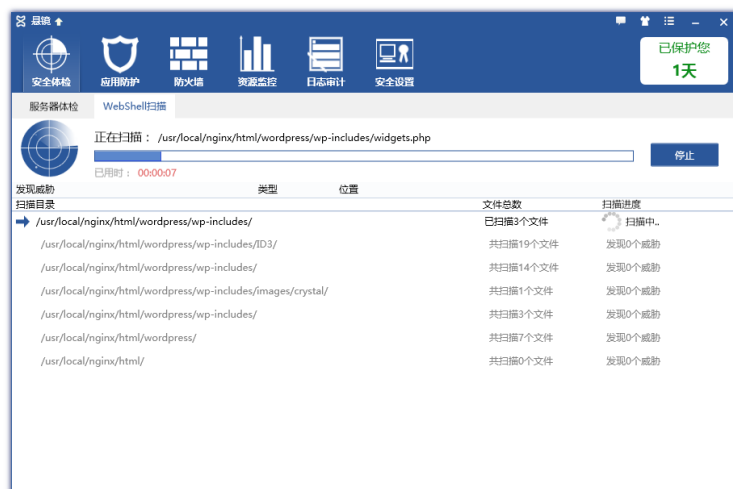 悬镜
已保护您
1天
安全体检 应用防护 防火墙 资源监控 日志审计 安全设置
服务器体检 WebShell扫描
正在扫描： /usr/local/nginx/html/wordpress/wp-includes/widgets.php
停止
已用时： 00:00:07
发现威胁 类型 位置
扫描目录 文件总数 扫描进度
/usr/local/nginx/html/wordpress/wp-includes/ 已扫描3个文件 扫描中..
/usr/local/nginx/html/wordpress/wp-includes/ID3/ 共扫描19个文件 发现0个威胁
/usr/local/nginx/html/wordpress/wp-includes/ 共扫描14个文件 发现0个威胁
/usr/local/nginx/html/wordpress/wp-includes/images/crystal/ 共扫描1个文件 发现0个威胁
/usr/local/nginx/html/wordpress/wp-includes/ 共扫描3个文件 发现0个威胁
/usr/local/nginx/html/wordpress/ 共扫描7个文件 发现0个威胁
/usr/local/nginx/html/ 共扫描0个文件 发现0个威胁